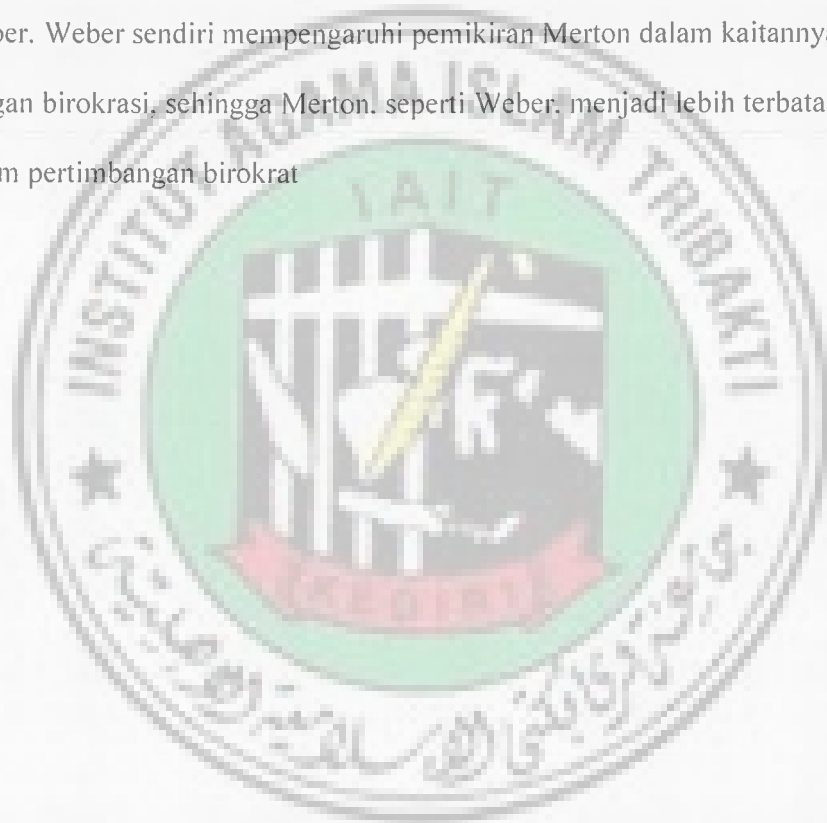 ber. Weber sendiri mempengaruhi pemikiran Merton dalam kaitannya
gan birokrasi, sehingga Merton. seperti Weber. menjadi lebih terbata
m pertimbangan birokrat
INSTITUT AGAMA ISLAM TRIBAKTI
IAIT
KEDIRI